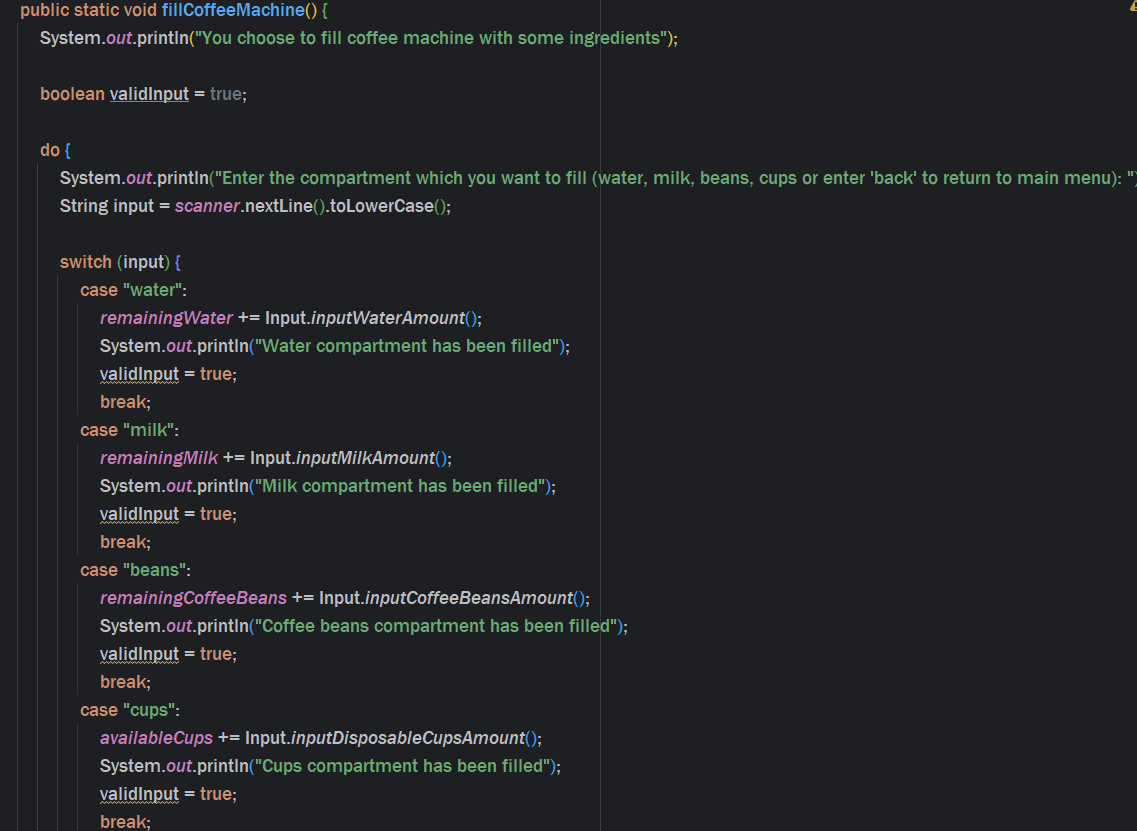 public static void fillCoffeeMachine() {
System.out.println("You choose to fill coffee machine with some ingredients");
boolean validInput = true;
do {
System.out.println("Enter the compartment which you want to fill (water, milk, beans, cups or enter 'back' to return to main menu): ")
String input = scanner.nextLine().toLowerCase();
switch (input) {
case "water":
remainingWater += Input.inputWaterAmount();
System.out.println("Water compartment has been filled");
validInput = true;
break;
case "milk":
remainingMilk += Input.inputMilkAmount();
System.out.println("Milk compartment has been filled");
validInput = true;
break;
case "beans":
remainingCoffeeBeans += Input.inputCoffeeBeansAmount();
System.out.println("Coffee beans compartment has been filled");
validInput = true;
break;
case "cups":
availableCups += Input.inputDisposableCupsAmount();
System.out.println("Cups compartment has been filled");
validInput = true;
break;